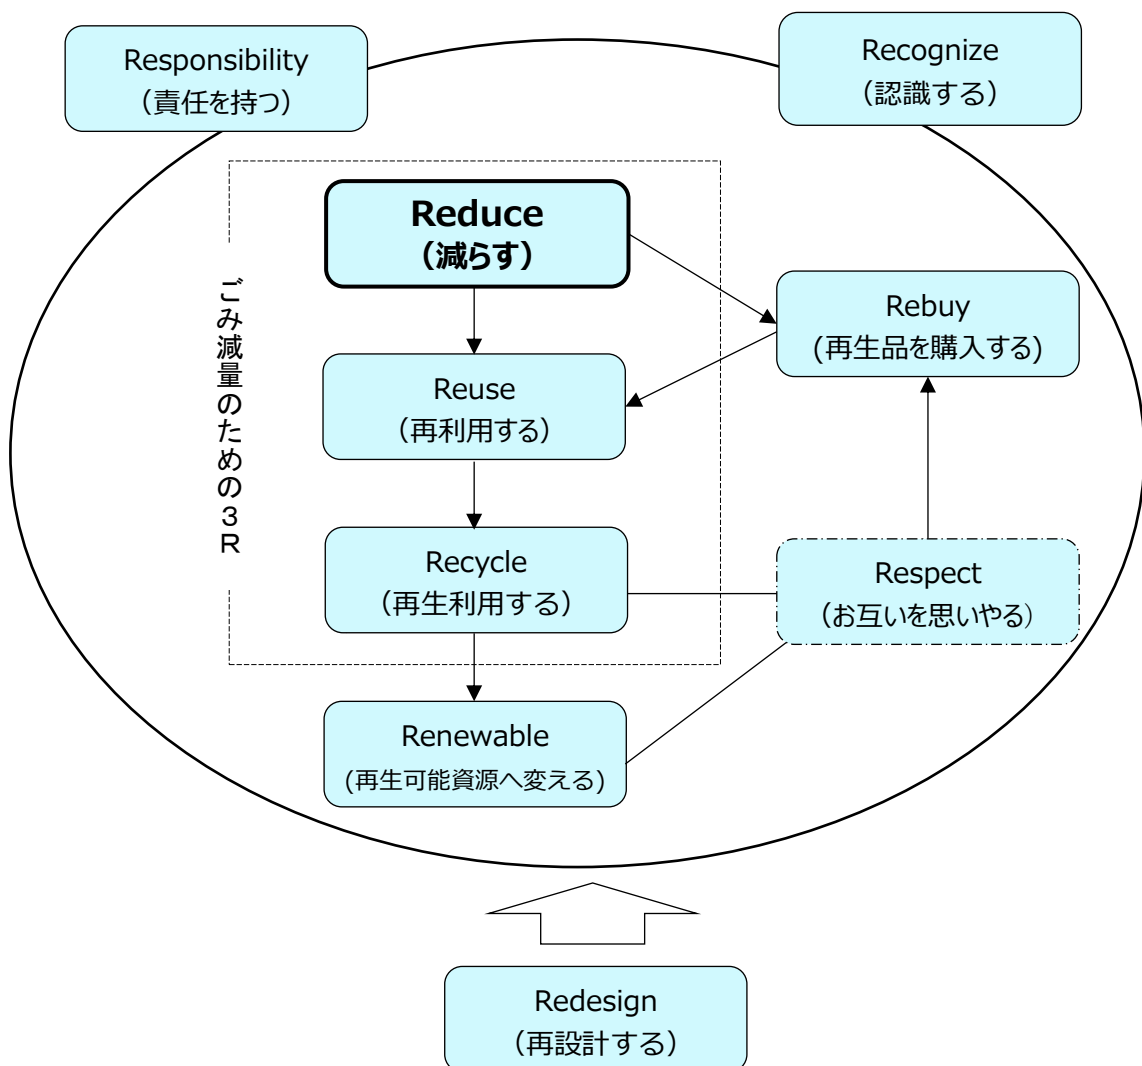 Responsibility
（責任を持つ）
Recognize
（認識する）
Reduce
（減らす）
ごみ減量のための３Ｒ
Rebuy
(再生品を購入する)
Reuse
（再利用する）
Recycle
（再生利用する）
Respect
（お互いを思いやる）
Renewable
(再生可能資源へ変える)
Redesign
（再設計する）